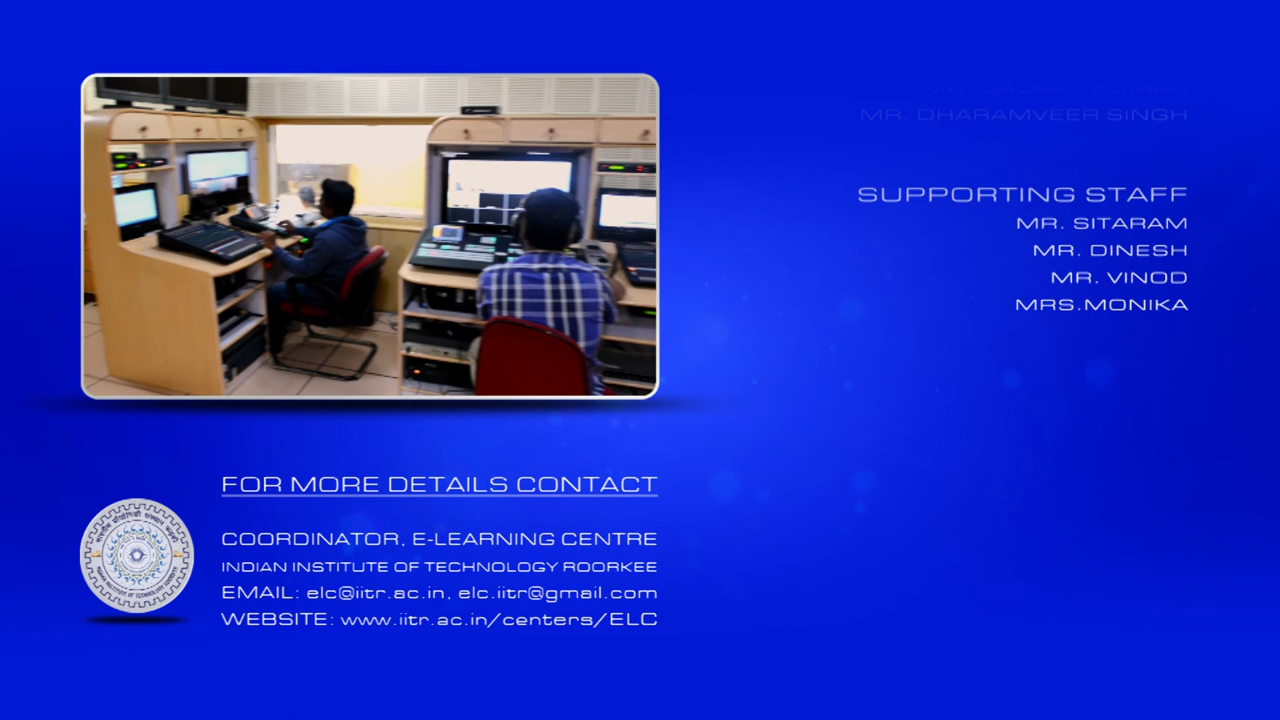 MR. DHARAMVEER SINGH
SUPPORTING STAFF
MR. SITARAM
MR. DINESH
MR. VINOD
MRS.MONIKA
FOR MORE DETAILS CONTACT
COORDINATOR, E-LEARNING CENTRE
INDIAN INSTITUTE OF TECHNOLOGY ROORKEE
EMAIL: elc@iitr.ac.in, elc.iitr@gmail.com
WEBSITE: www.iitr.ac.in/centers/ELC